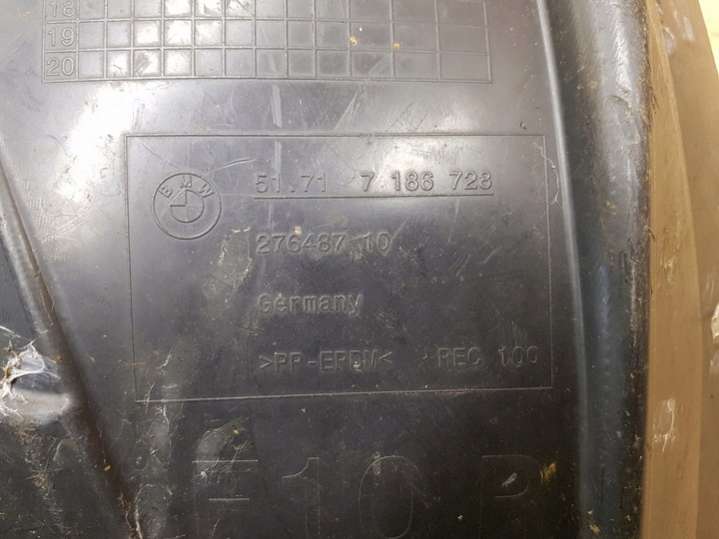 18
19
20
BMW
51.71 7 186 728
276487 10
Germany
>PP-EPDM< REC 100
F10 R